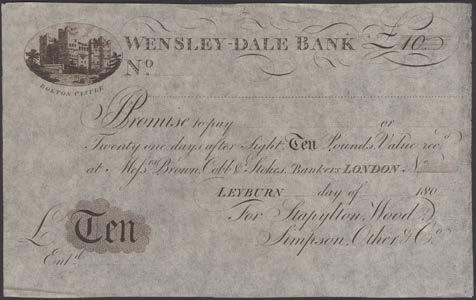 WENSLEY-DALE BANK £10
BOLTON CASTLE
No.
I Promise to pay or
Twenty one days after Sight, Ten Pounds, Value recd.
at Messrs. Brown, Cobb & Stokes, Bankers LONDON
LEYBURN day of 180
For Stapylton, Wood,
Simpson, Other & Co.
£ Ten
Entd.